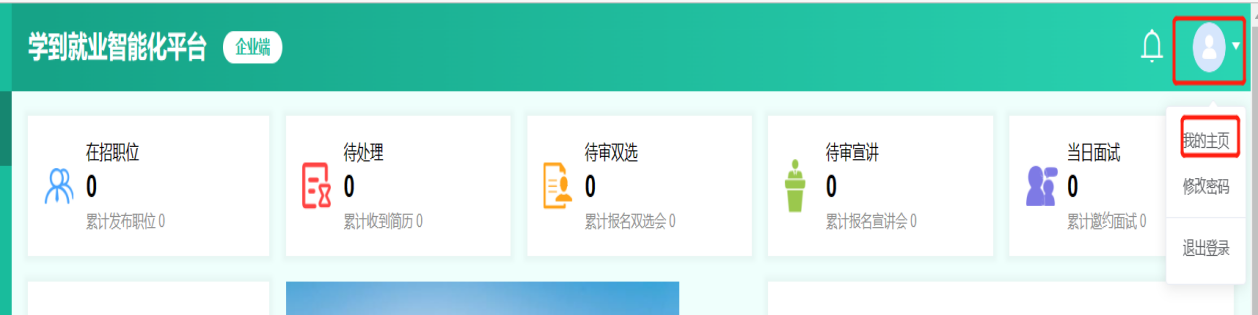 学到就业智能化平台 企业端
在招职位
0
累计发布职位 0
待处理
0
累计收到简历 0
待审双选
0
累计报名双选会 0
待审宣讲
0
累计报名宣讲会 0
当日面试
0
累计邀约面试 0
我的主页
修改密码
退出登录